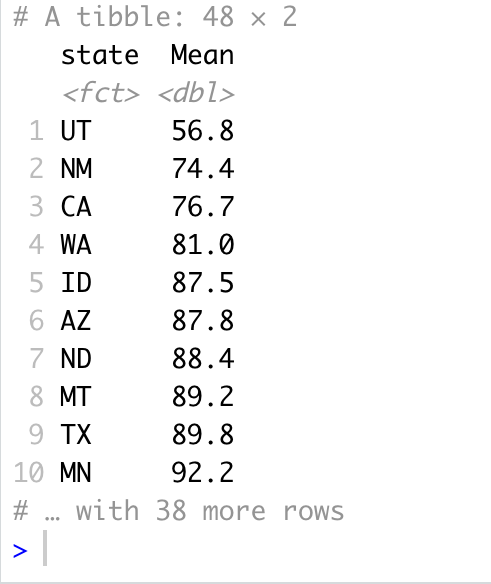 # A tibble: 48 × 2
state Mean
<fct> <dbl>
1 UT 56.8
2 NM 74.4
3 CA 76.7
4 WA 81.0
5 ID 87.5
6 AZ 87.8
7 ND 88.4
8 MT 89.2
9 TX 89.8
10 MN 92.2
# … with 38 more rows
>